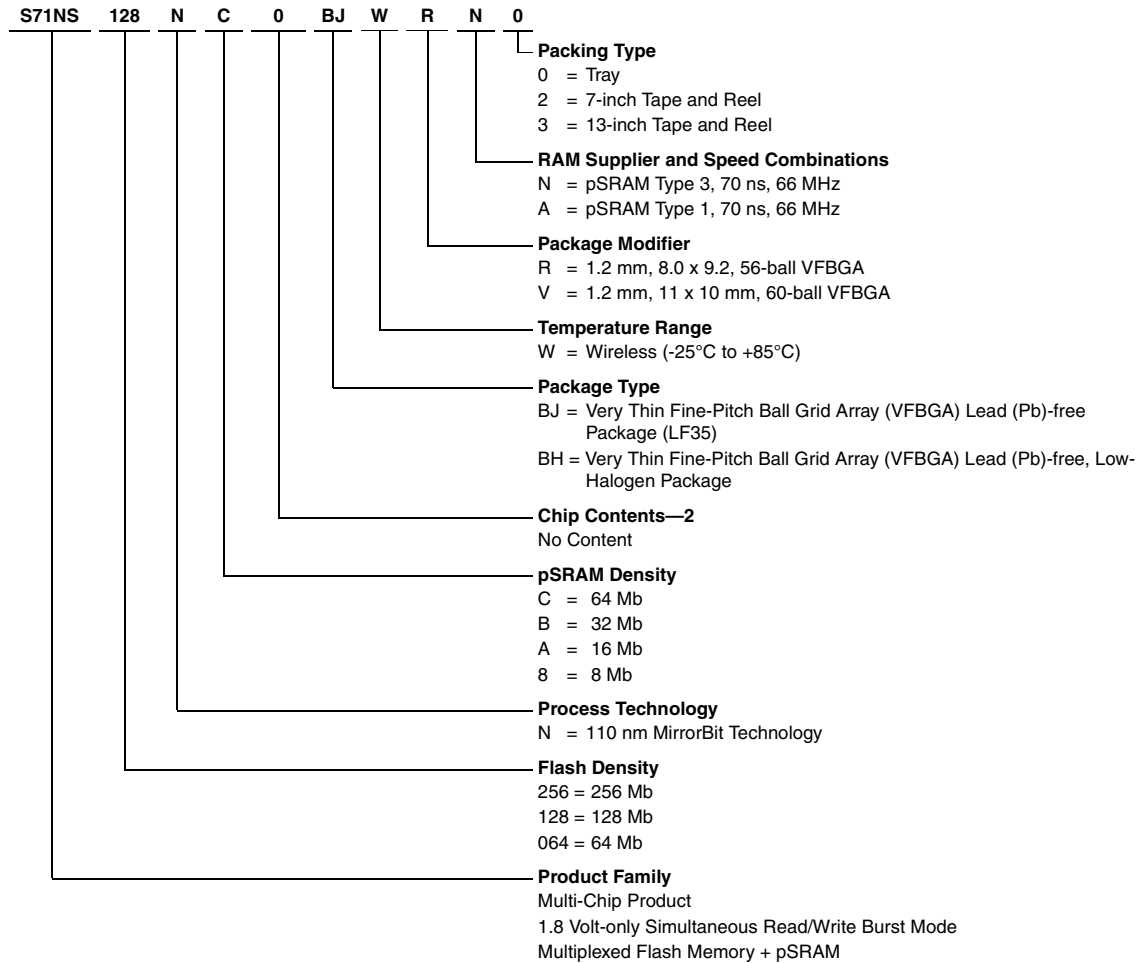 S71NS 128 N C 0 BJ W R N 0
Packing Type
0 = Tray
2 = 7-inch Tape and Reel
3 = 13-inch Tape and Reel
RAM Supplier and Speed Combinations
N = pSRAM Type 3, 70 ns, 66 MHz
A = pSRAM Type 1, 70 ns, 66 MHz
Package Modifier
R = 1.2 mm, 8.0 x 9.2, 56-ball VFBGA
V = 1.2 mm, 11 x 10 mm, 60-ball VFBGA
Temperature Range
W = Wireless (-25°C to +85°C)
Package Type
BJ = Very Thin Fine-Pitch Ball Grid Array (VFBGA) Lead (Pb)-free
Package (LF35)
BH = Very Thin Fine-Pitch Ball Grid Array (VFBGA) Lead (Pb)-free, Low-
Halogen Package
Chip Contents—2
No Content
pSRAM Density
C = 64 Mb
B = 32 Mb
A = 16 Mb
8 = 8 Mb
Process Technology
N = 110 nm MirrorBit Technology
Flash Density
256 = 256 Mb
128 = 128 Mb
064 = 64 Mb
Product Family
Multi-Chip Product
1.8 Volt-only Simultaneous Read/Write Burst Mode
Multiplexed Flash Memory + pSRAM